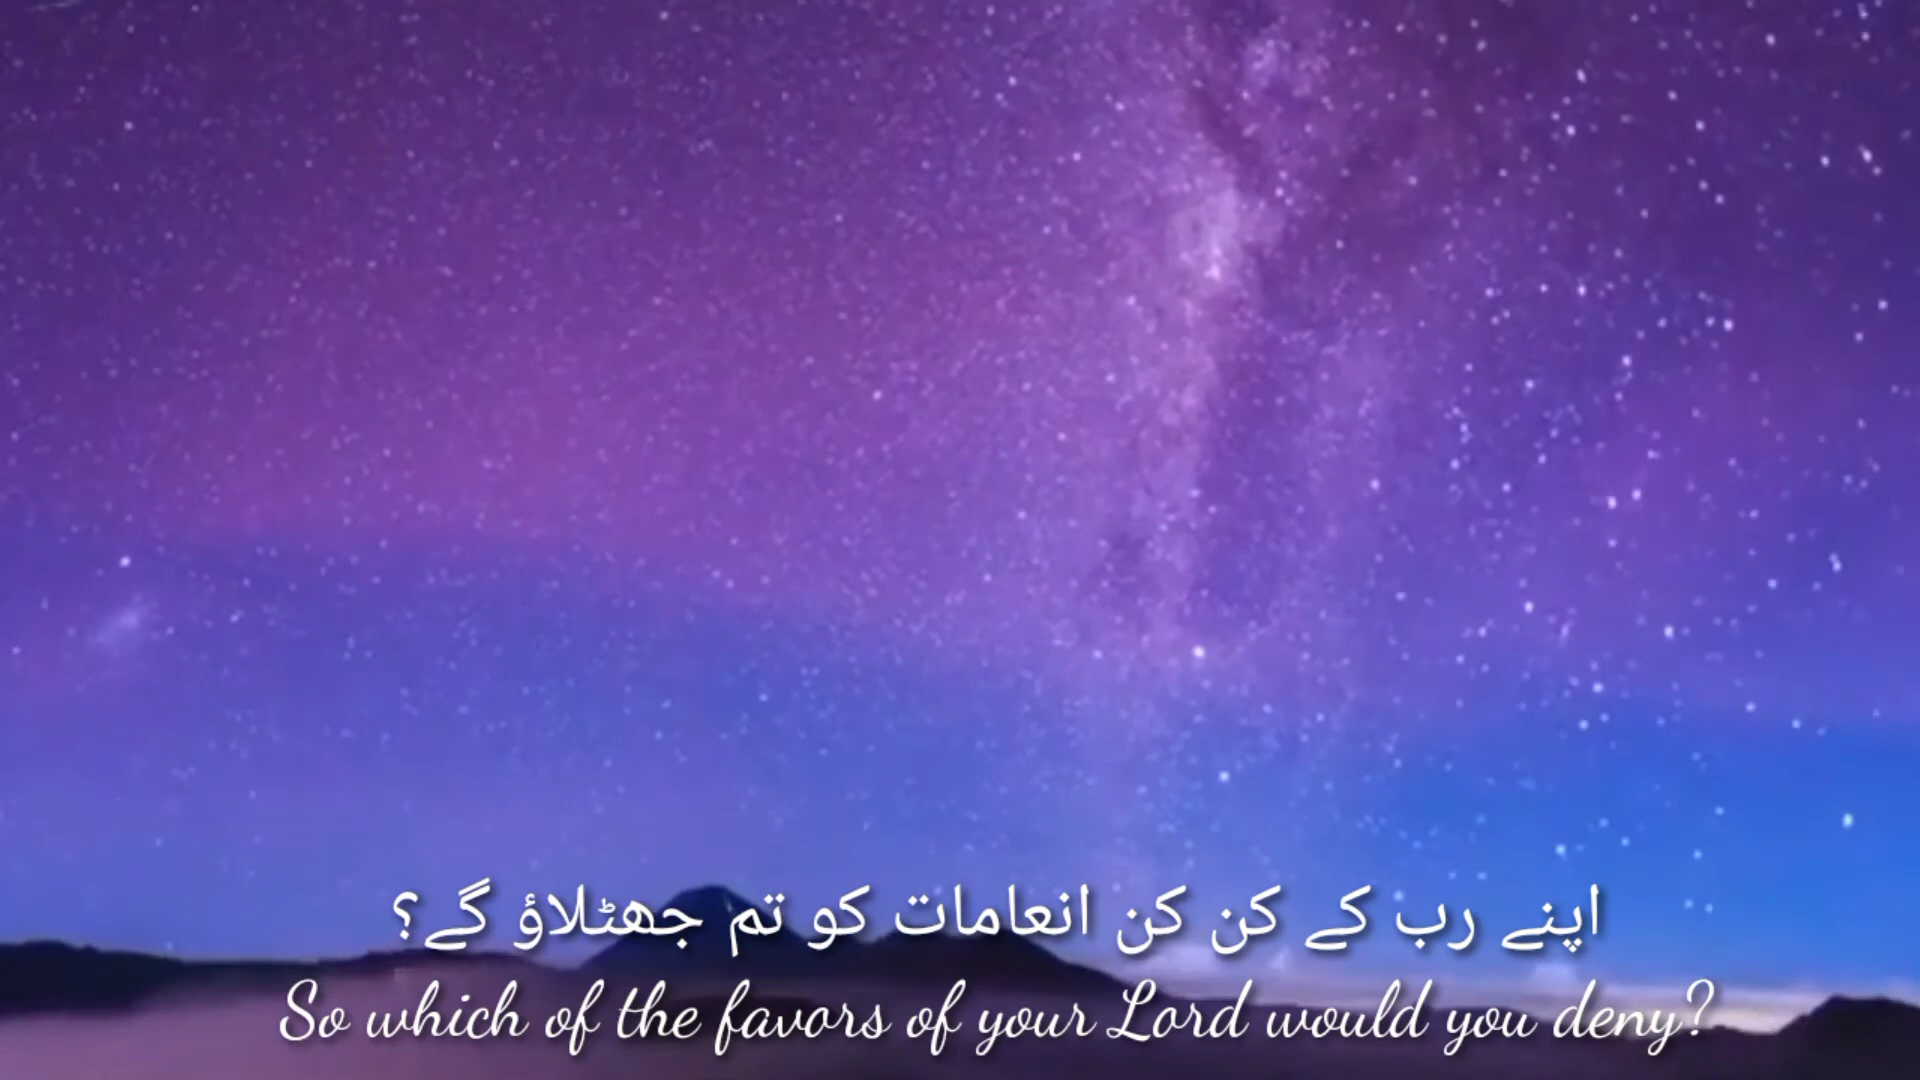 اپنے رب کے کن کن انعامات کو تم جھٹلاؤ گے؟
So which of the favors of your Lord would you deny?